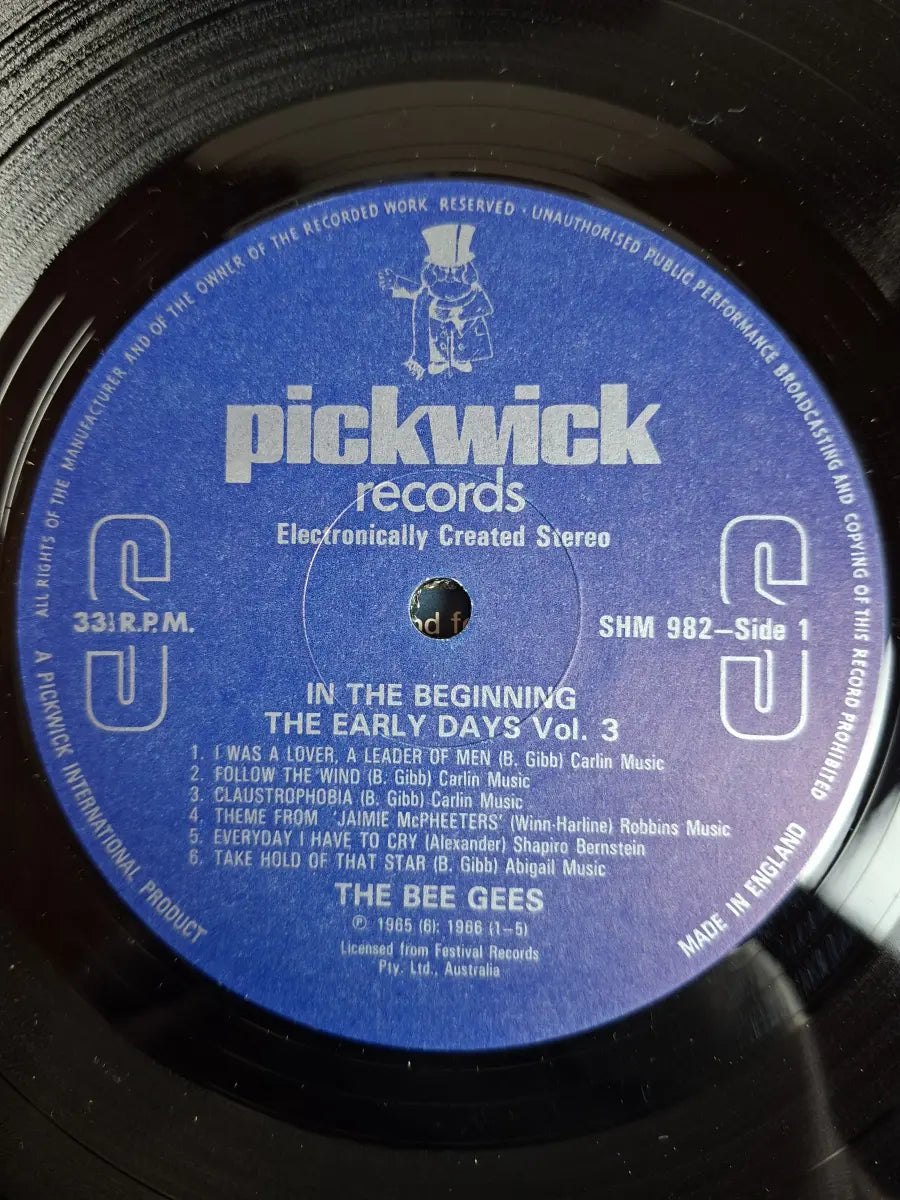 ALL RIGHTS OF THE MANUFACTURER AND OF THE OWNER OF THE RECORDED WORK RESERVED · UNAUTHORISED PUBLIC PERFORMANCE BROADCASTING AND COPYING OF THIS RECORD PROHIBITED
pickwick
records
Electronically Created Stereo
33⅓ R.P.M.
SHM 982–Side 1
IN THE BEGINNING
THE EARLY DAYS Vol. 3
1. I WAS A LOVER, A LEADER OF MEN (B. Gibb) Carlin Music
2. FOLLOW THE WIND (B. Gibb) Carlin Music
3. CLAUSTROPHOBIA (B. Gibb) Carlin Music
4. THEME FROM 'JAIMIE McPHEETERS' (Winn-Harline) Robbins Music
5. EVERYDAY I HAVE TO CRY (Alexander) Shapiro Bernstein
6. TAKE HOLD OF THAT STAR (B. Gibb) Abigail Music
THE BEE GEES
℗ 1965 (6): 1966 (1–5)
Licensed from Festival Records
Pty. Ltd., Australia
A PICKWICK INTERNATIONAL PRODUCT
MADE IN ENGLAND